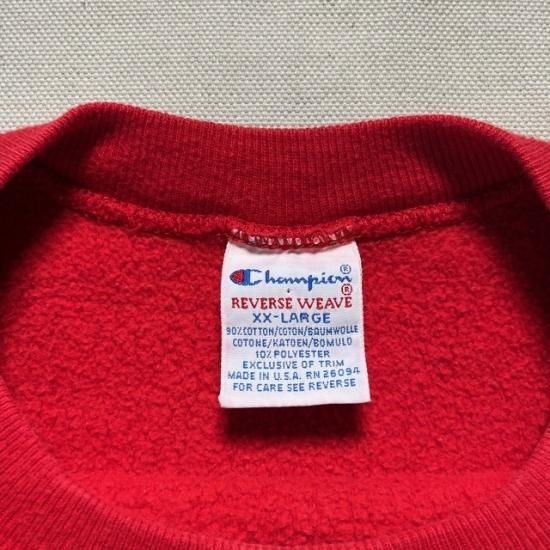 Champion®
REVERSE WEAVE®
XX-LARGE
90% COTTON/COTON/BAUMWOLLE
COTONE/KATOEN/BOMULD
10% POLYESTER
EXCLUSIVE OF TRIM
MADE IN U.S.A. RN 26094
FOR CARE SEE REVERSE